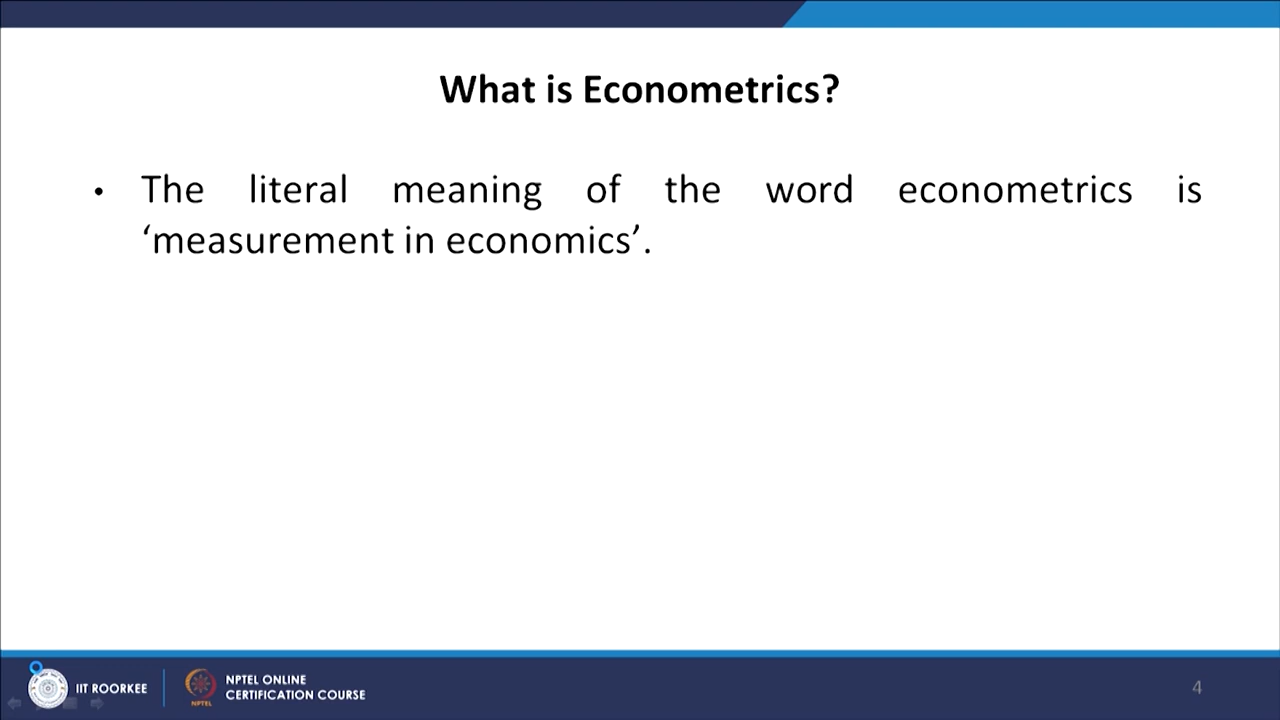 What is Econometrics?
• The literal meaning of the word econometrics is
‘measurement in economics’.
IIT ROORKEE
NPTEL
NPTEL ONLINE
CERTIFICATION COURSE
4